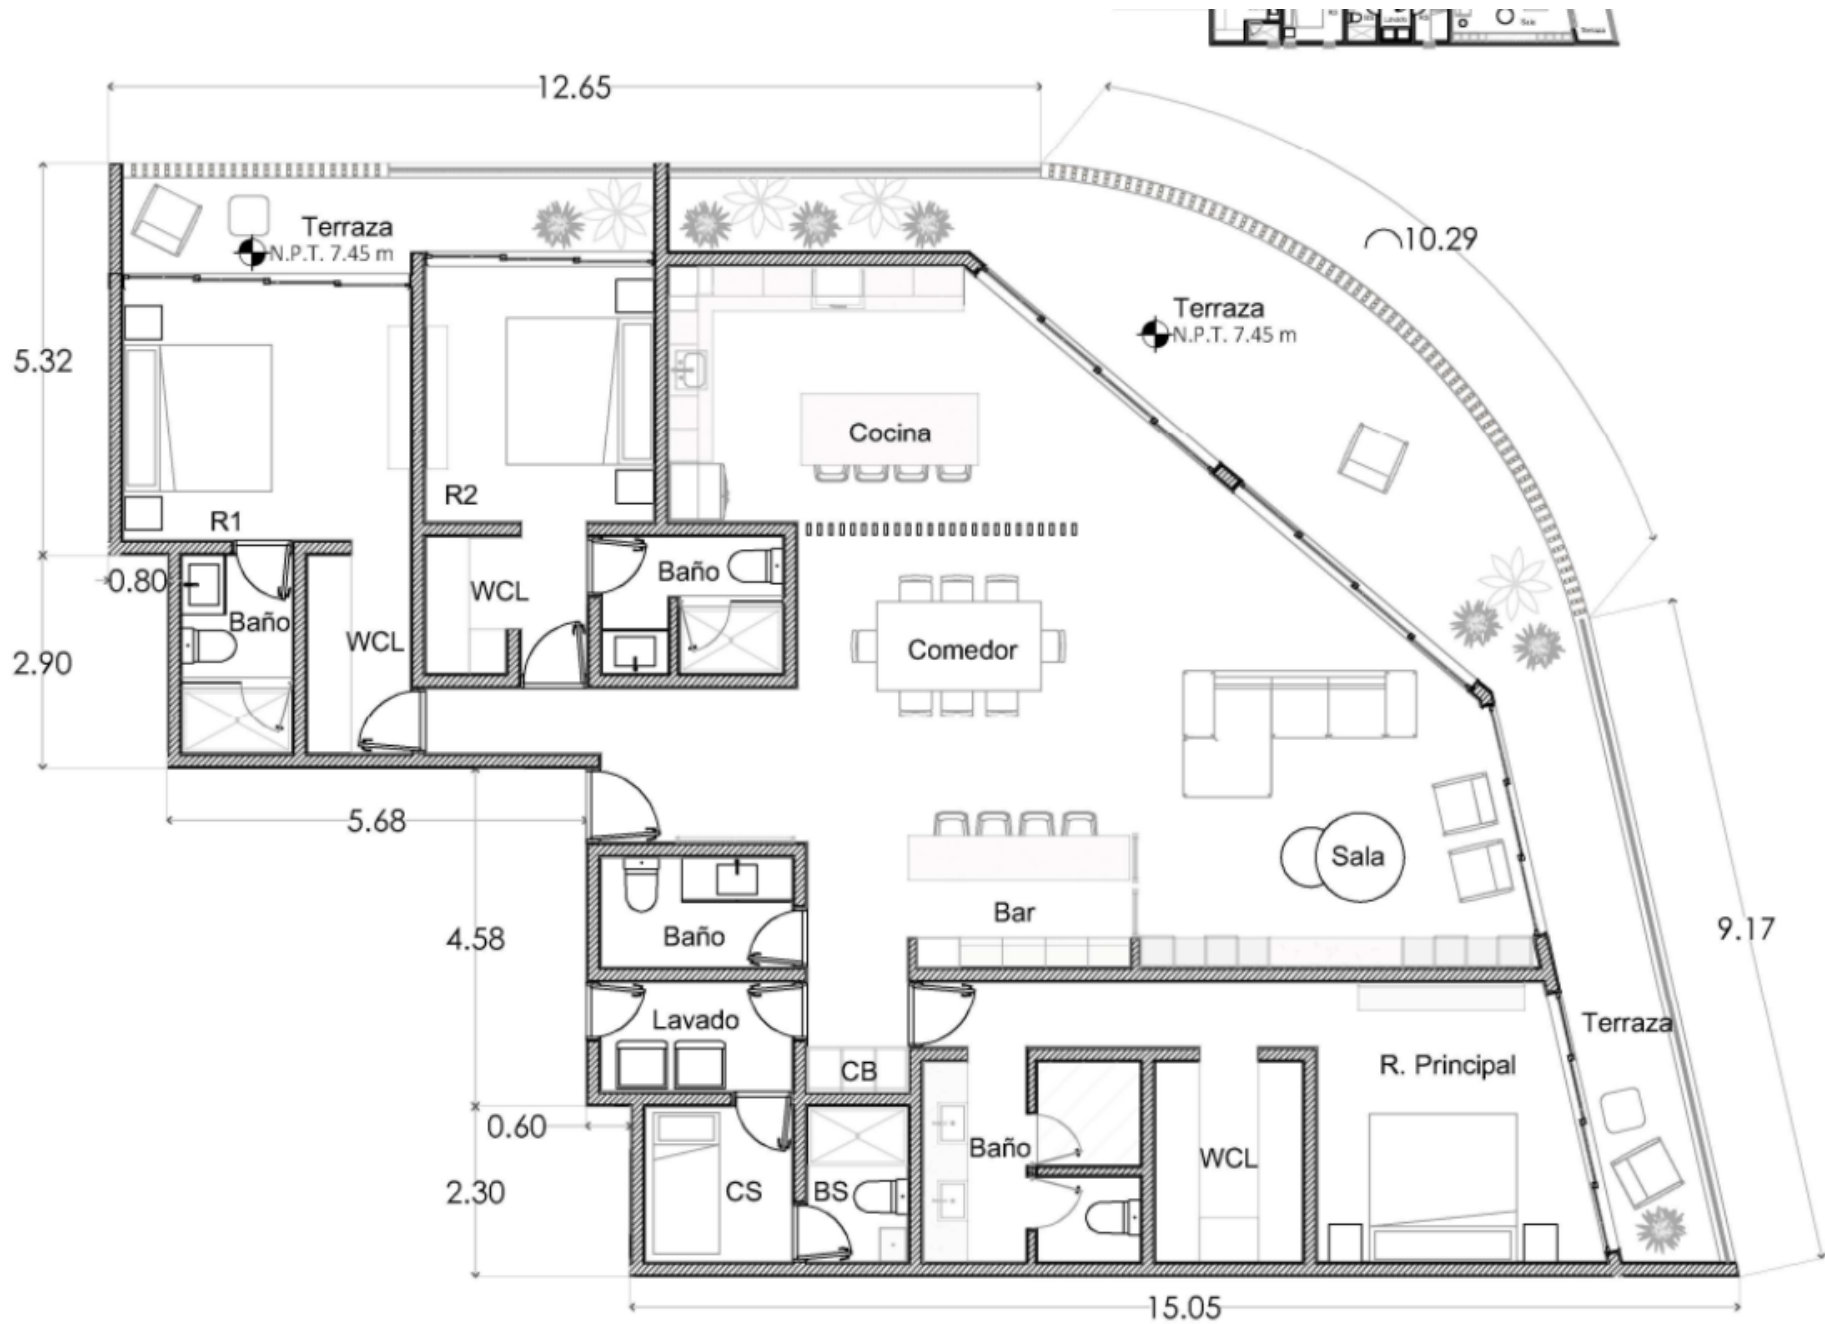 Sala
Terraza
12.65
10.29
Terraza
N.P.T. 7.45 m
Terraza
N.P.T. 7.45 m
5.32
Cocina
R2
R1
0.80
Baño
WCL
Baño
WCL
Comedor
2.90
5.68
Sala
Bar
4.58
Baño
9.17
Lavado
Terraza
CB
R. Principal
0.60
Baño
WCL
2.30
CS
BS
15.05